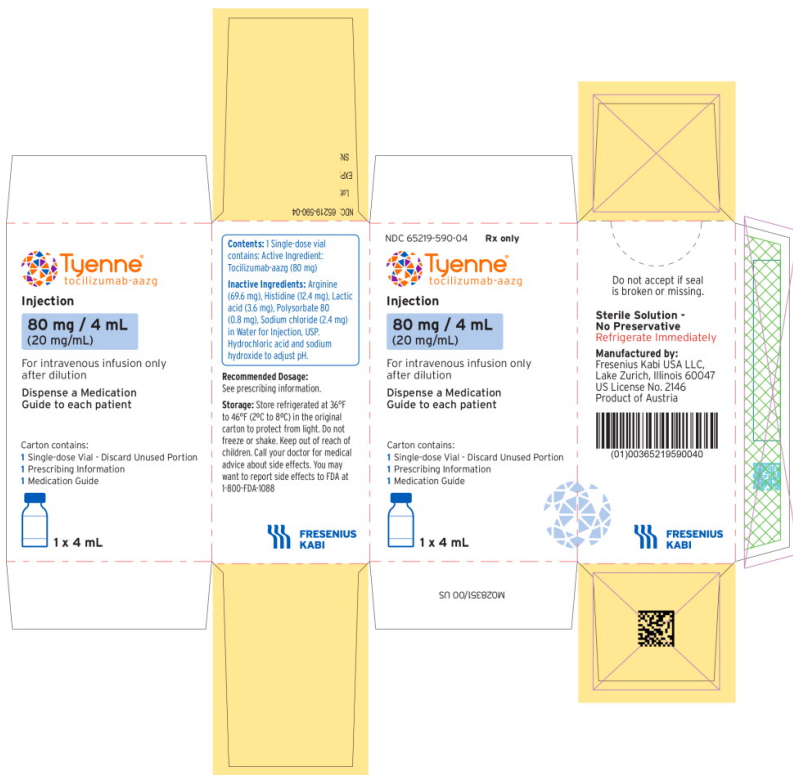 SN:
EXP:
Lot:
NDC: 65219-590-04
Tyenne®
tocilizumab-aazg
Injection
80 mg / 4 mL
(20 mg/mL)
For intravenous infusion only
after dilution
Dispense a Medication
Guide to each patient
Carton contains:
1 Single-dose Vial - Discard Unused Portion
1 Prescribing Information
1 Medication Guide
1 x 4 mL
Contents: 1 Single-dose vial
contains: Active Ingredient:
Tocilizumab-aazg (80 mg)
Inactive Ingredients: Arginine
(69.6 mg), Histidine (12.4 mg), Lactic
acid (3.6 mg), Polysorbate 80
(0.8 mg), Sodium chloride (2.4 mg)
in Water for Injection, USP.
Hydrochloric acid and sodium
hydroxide to adjust pH.
Recommended Dosage:
See prescribing information.
Storage: Store refrigerated at 36ºF
to 46ºF (2ºC to 8ºC) in the original
carton to protect from light. Do not
freeze or shake. Keep out of reach of
children. Call your doctor for medical
advice about side effects. You may
want to report side effects to FDA at
1-800-FDA-1088
FRESENIUS
KABI
NDC 65219-590-04 Rx only
Tyenne®
tocilizumab-aazg
Injection
80 mg / 4 mL
(20 mg/mL)
For intravenous infusion only
after dilution
Dispense a Medication
Guide to each patient
Carton contains:
1 Single-dose Vial - Discard Unused Portion
1 Prescribing Information
1 Medication Guide
1 x 4 mL
M028351/00 US
Do not accept if seal
is broken or missing.
Sterile Solution -
No Preservative
Refrigerate Immediately
Manufactured by:
Fresenius Kabi USA LLC,
Lake Zurich, Illinois 60047
US License No. 2146
Product of Austria
(01)00365219590040
FRESENIUS
KABI